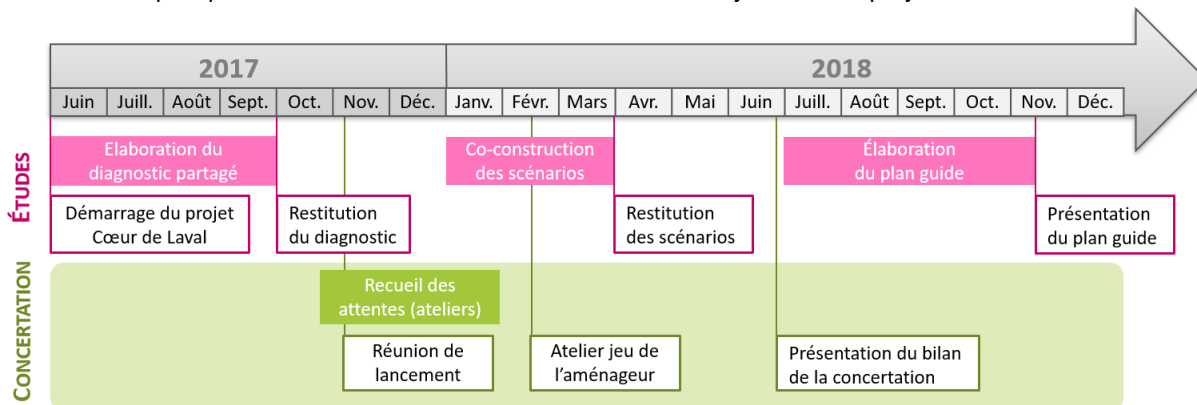 2017
2018
Juin Juill. Août Sept. Oct. Nov. Déc. Janv. Févr. Mars Avr. Mai Juin Juill. Août Sept. Oct. Nov. Déc.
ÉTUDES
Elaboration du
diagnostic partagé
Co-construction
des scénarios
Élaboration
du plan guide
Démarrage du projet
Cœur de Laval
Restitution
du diagnostic
Restitution
des scénarios
Présentation
du plan guide
CONCERTATION
Recueil des
attentes (ateliers)
Réunion de
lancement
Atelier jeu de
l'aménageur
Présentation du bilan
de la concertation